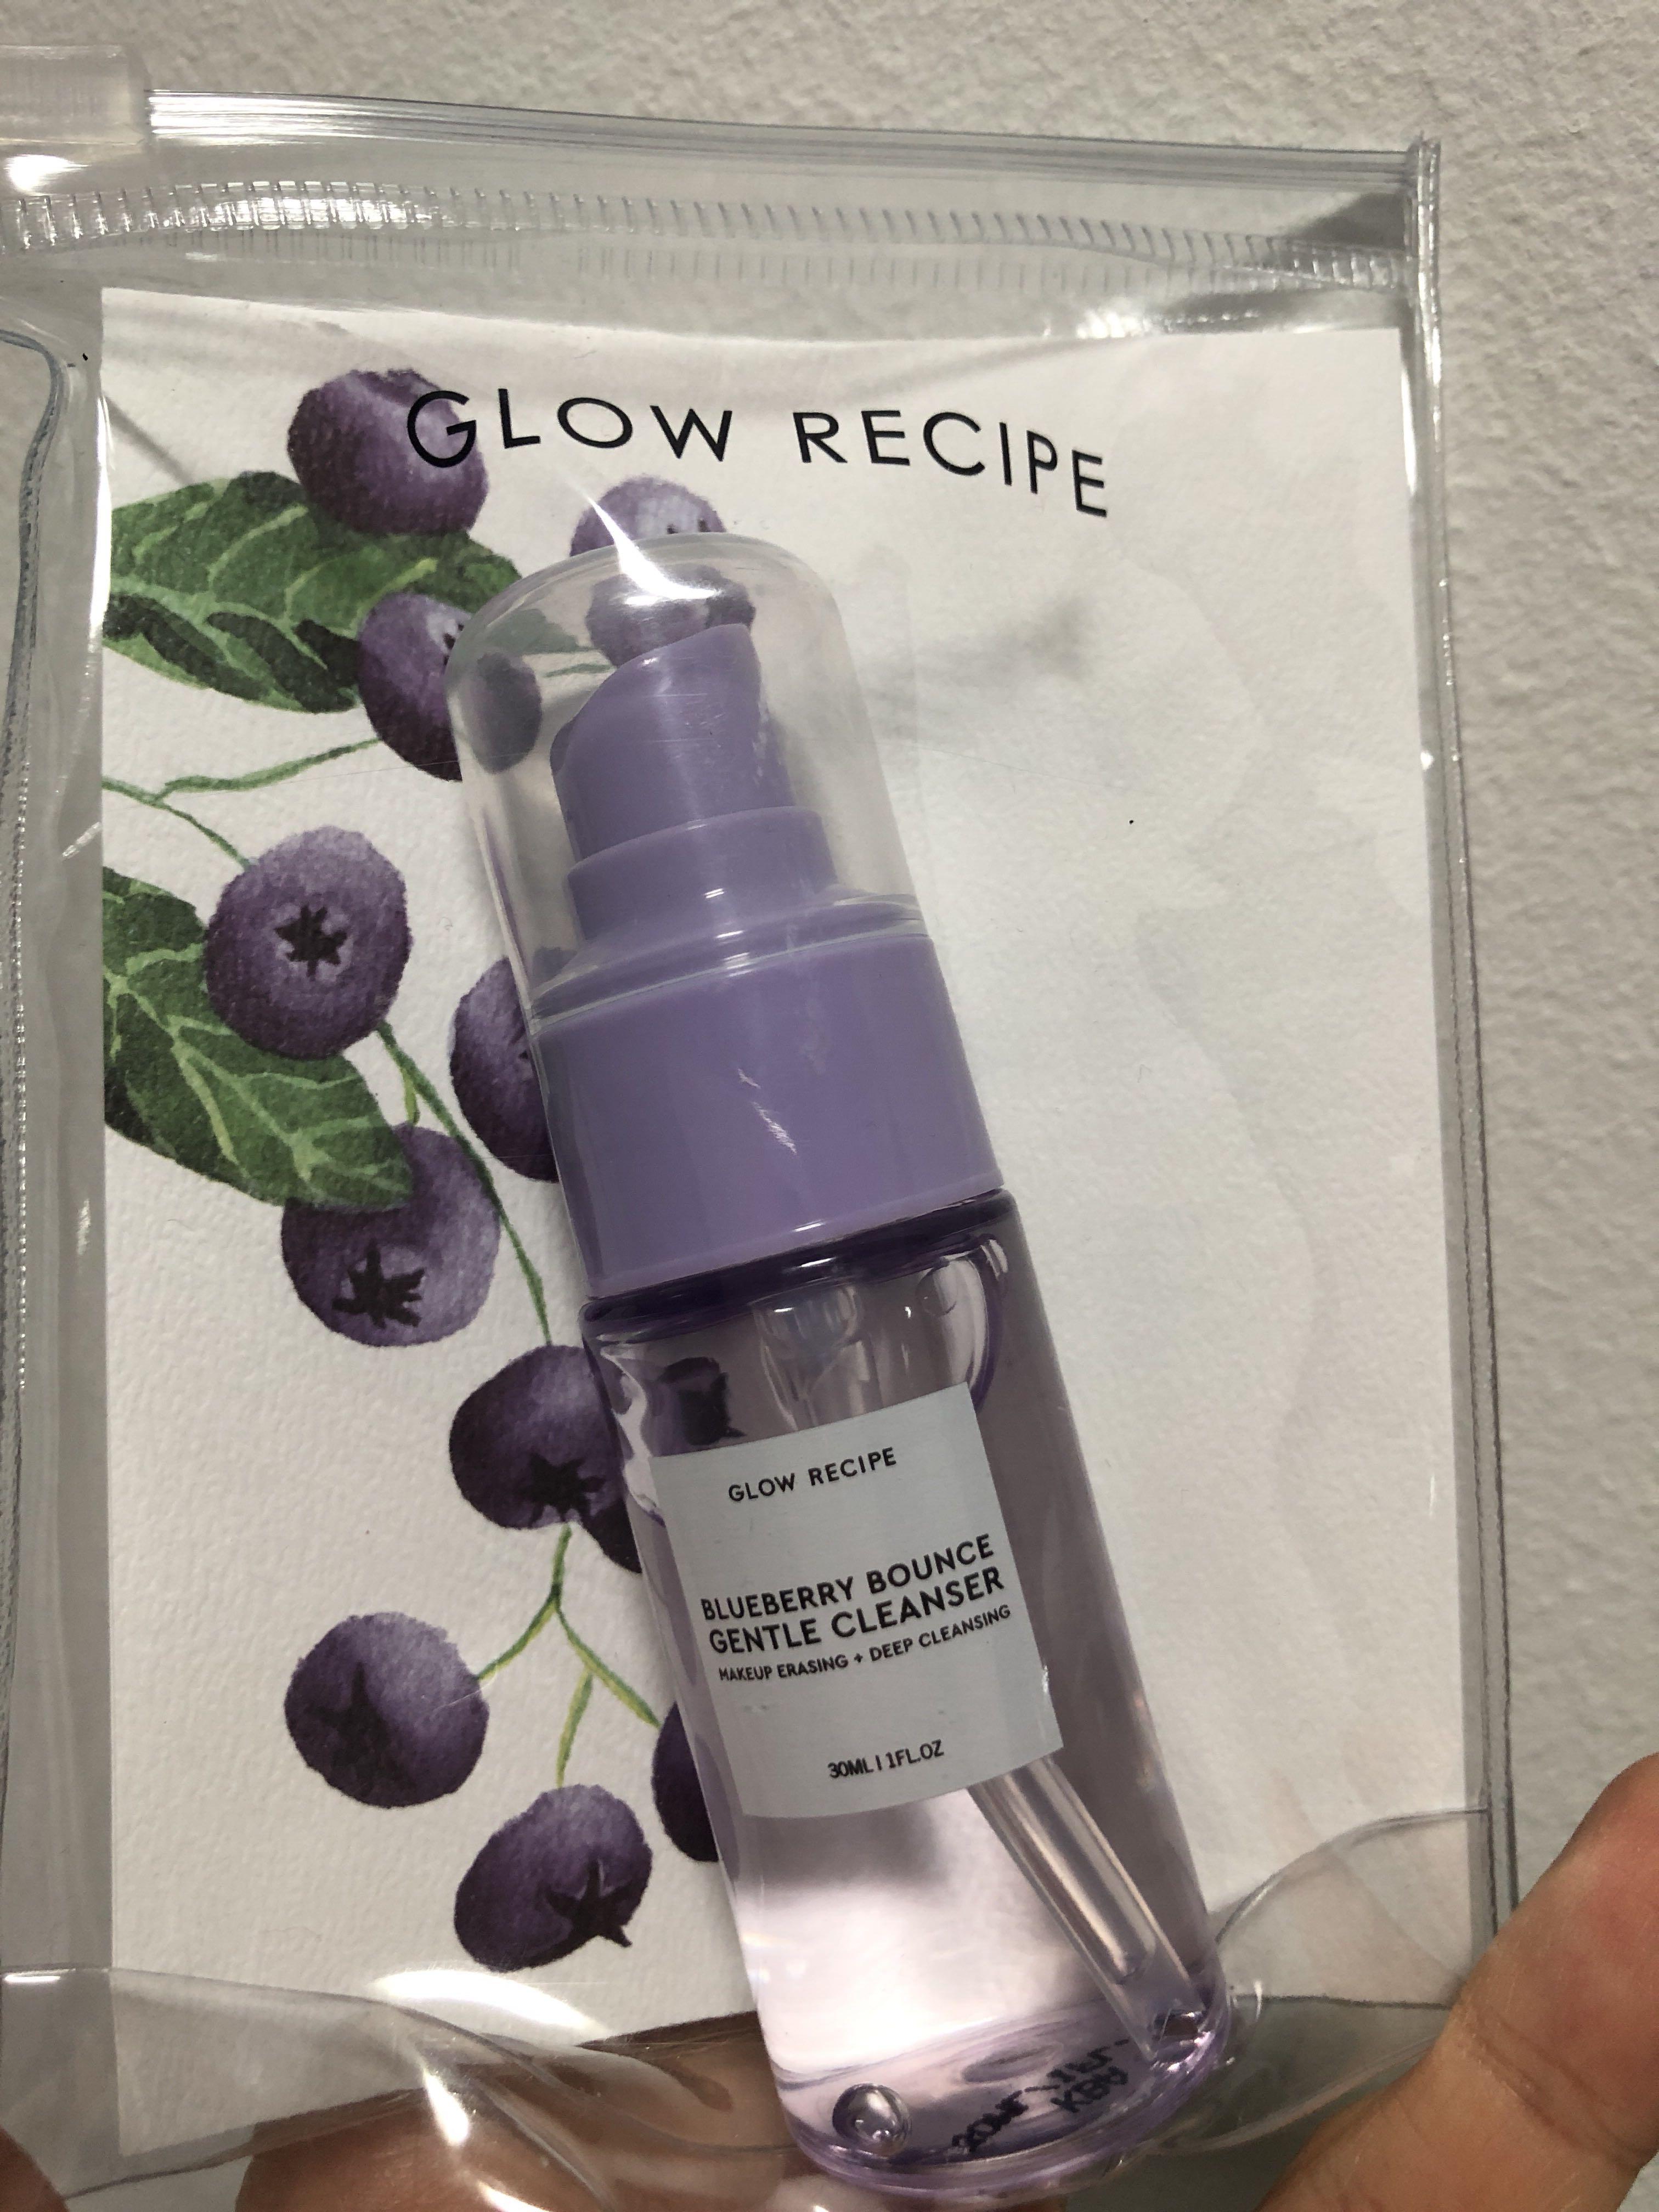 GLOW RECIPE
GLOW RECIPE
BLUEBERRY BOUNCE
GENTLE CLEANSER
MAKEUP ERASING + DEEP CLEANSING
30ML | 1FL.OZ